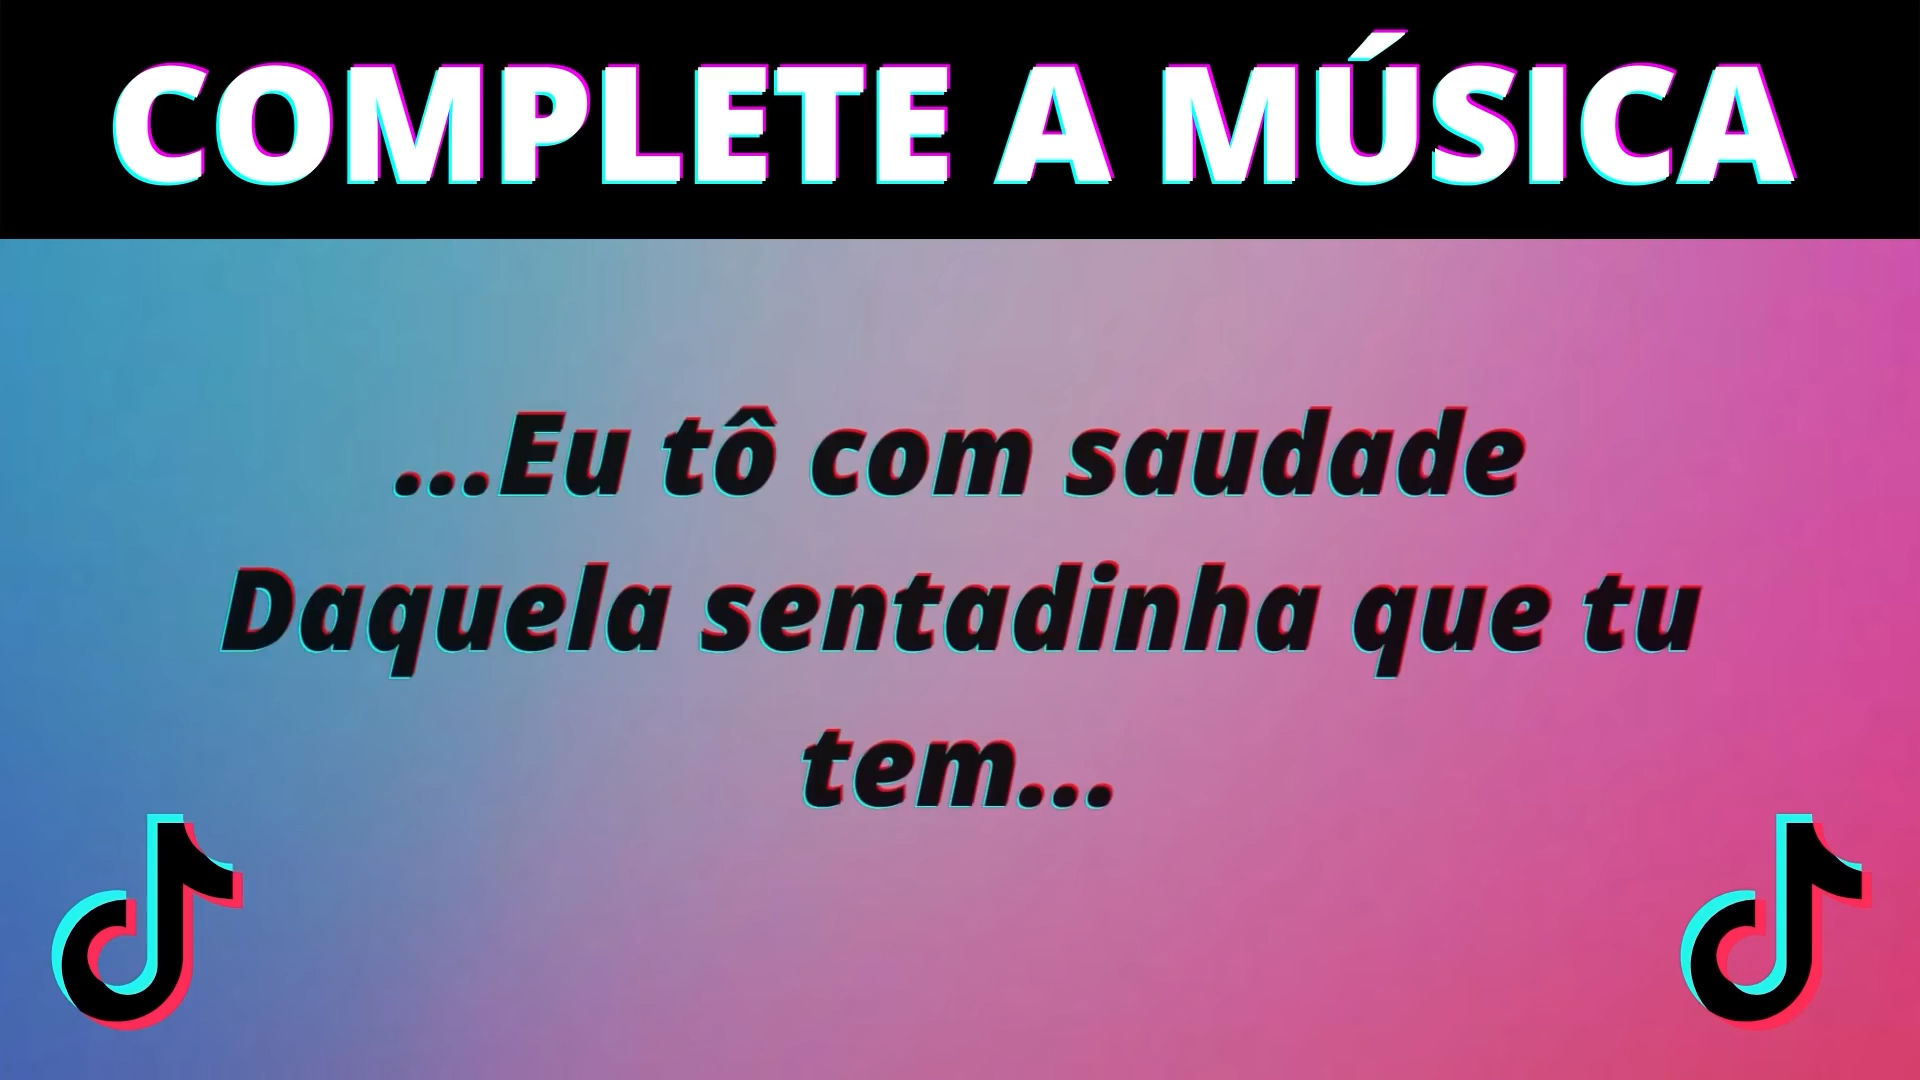 COMPLETE A MÚSICA
...Eu tô com saudade
Daquela sentadinha que tu
tem...